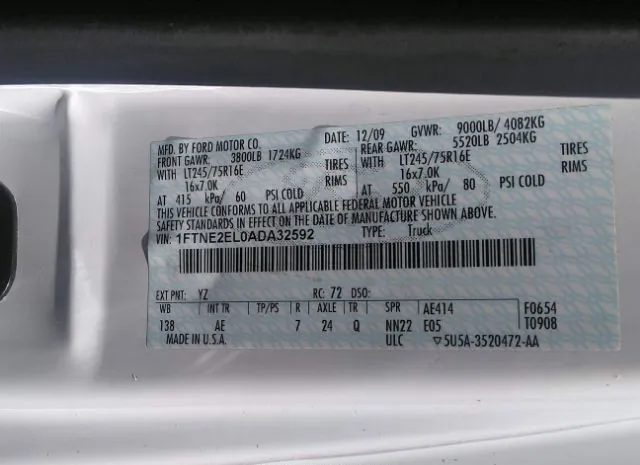 MFD. BY FORD MOTOR CO. DATE: 12/09 GVWR: 9000LB/ 4082KG
FRONT GAWR: 3800LB 1724KG REAR GAWR: 5520LB 2504KG
WITH LT245/75R16E TIRES WITH LT245/75R16E TIRES
16x7.0K RIMS 16x7.0K RIMS
AT 415 kPa/ 60 PSI COLD AT 550 kPa/ 80 PSI COLD
THIS VEHICLE CONFORMS TO ALL APPLICABLE FEDERAL MOTOR VEHICLE
SAFETY STANDARDS IN EFFECT ON THE DATE OF MANUFACTURE SHOWN ABOVE.
VIN: 1FTNE2EL0ADA32592 TYPE: Truck
EXT PNT: YZ RC: 72 DSO:
WB INT TR TP/PS R AXLE TR SPR AE414 F0654
138 AE 7 24 Q NN22 E05 T0908
MADE IN U.S.A. ULC ▽5U5A-3520472-AA